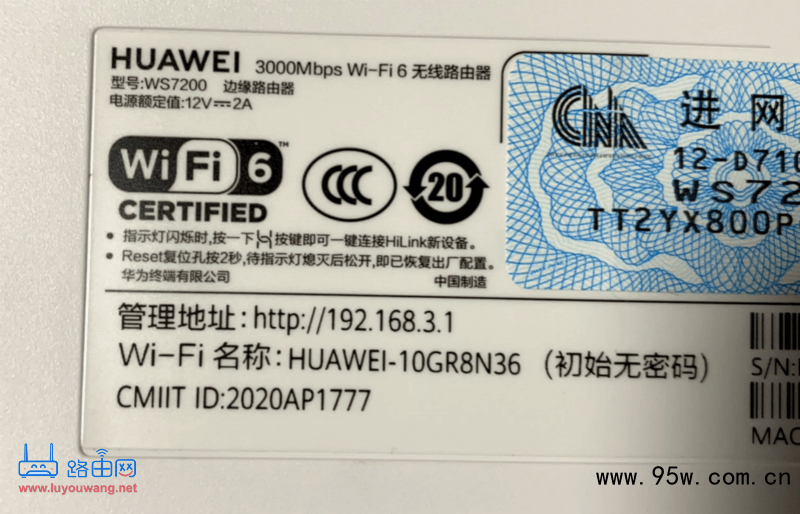 HUAWEI 3000Mbps Wi-Fi 6 无线路由器
型号:WS7200 边缘路由器
电源额定值:12V⎓2A
Wi Fi 6™
CERTIFIED
CCC
20
指示灯闪烁时,按一下按键即可一键连接HiLink新设备。
Reset复位孔按2秒,待指示灯熄灭后松开,即已恢复出厂配置。
华为终端有限公司 中国制造
进网
12-D710
WS72
TT2YX800P
管理地址:http://192.168.3.1
Wi-Fi 名称:HUAWEI-10GR8N36 (初始无密码)
CMIIT ID:2020AP1777
S/N:
MAC
路由网
www.luyouwang.net
www.95w.com.cn